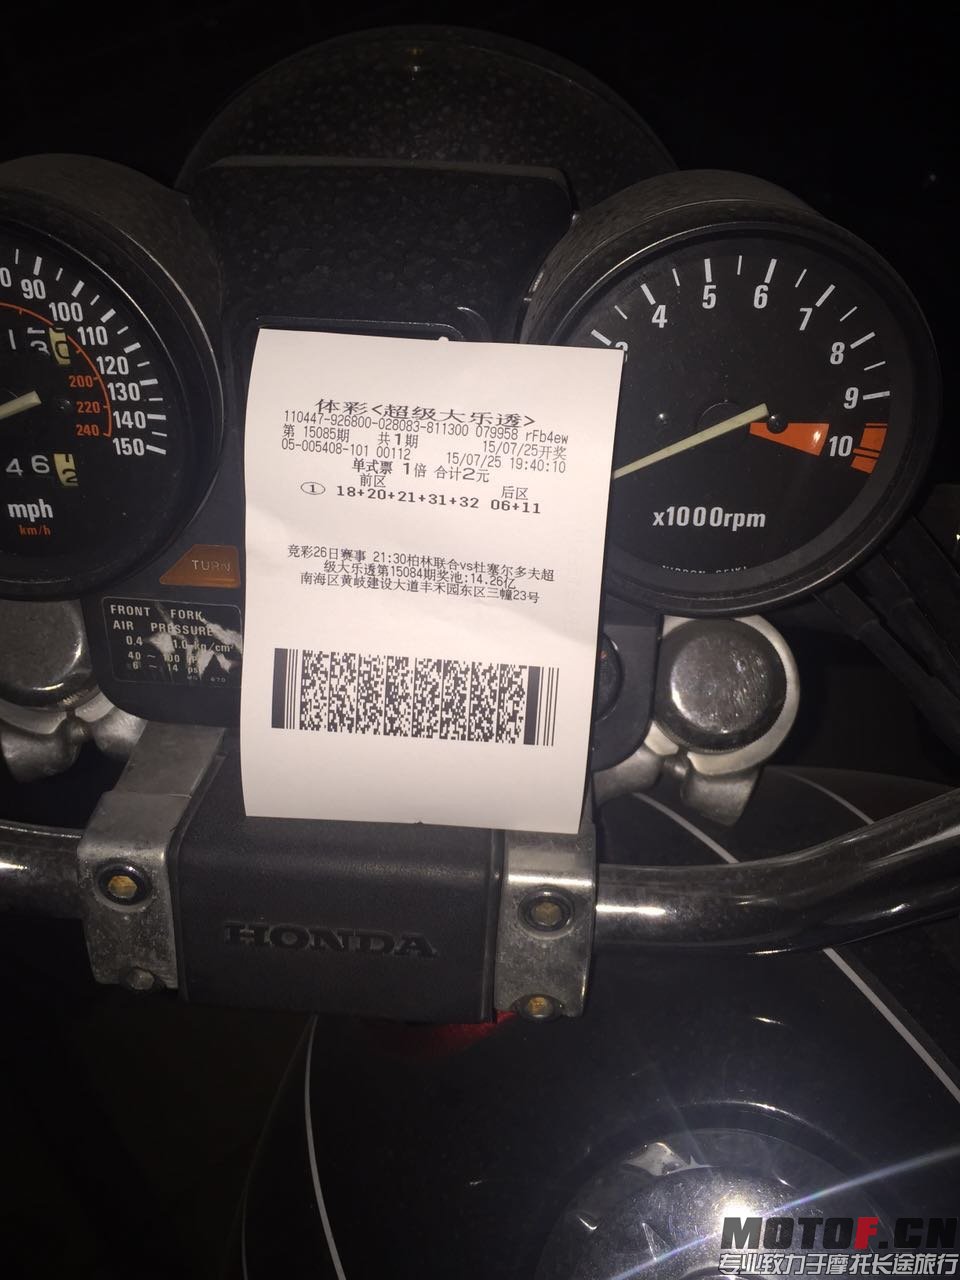 90
100
110
120
130
140
150
200
220
240
mph
km/h
4
5
6
7
8
9
10
x1000rpm
TURN
FRONT FORK
AIR PRESSURE
体彩<超级大乐透>
110447-926800-028083-811300 079958 rFb4ew
第 15085期 共1期 15/07/25开奖
05-005408-101 00112 15/07/25 19:40:10
单式票 1倍 合计2元
前区 后区
① 18+20+21+31+32 06+11
竞彩26日赛事 21:30柏林联合vs杜塞尔多夫超
级大乐透第15084期奖池:14.26亿
南海区黄岐建设大道丰禾园东区三幢23号
HONDA
MOTOF.CN
专业致力于摩托长途旅行